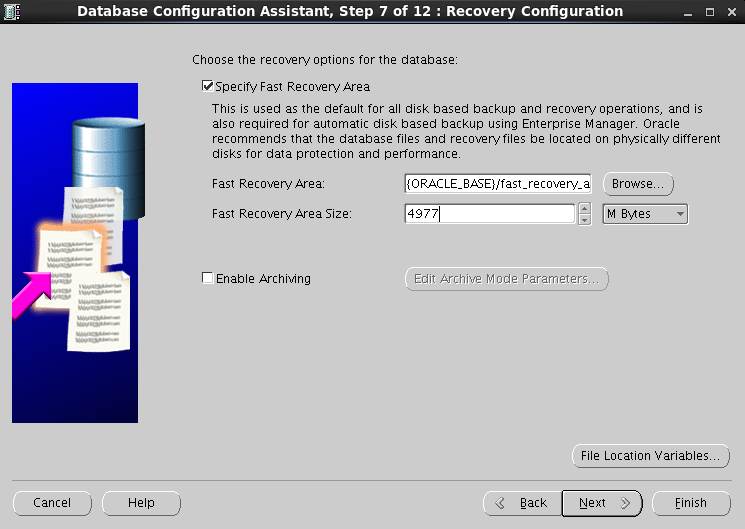 Database Configuration Assistant, Step 7 of 12 : Recovery Configuration
Choose the recovery options for the database:
Specify Fast Recovery Area
This is used as the default for all disk based backup and recovery operations, and is
also required for automatic disk based backup using Enterprise Manager. Oracle
recommends that the database files and recovery files be located on physically different
disks for data protection and performance.
Fast Recovery Area: {ORACLE_BASE}/fast_recovery_a Browse...
Fast Recovery Area Size: 4977 M Bytes
Enable Archiving Edit Archive Mode Parameters...
File Location Variables...
Cancel Help Back Next Finish